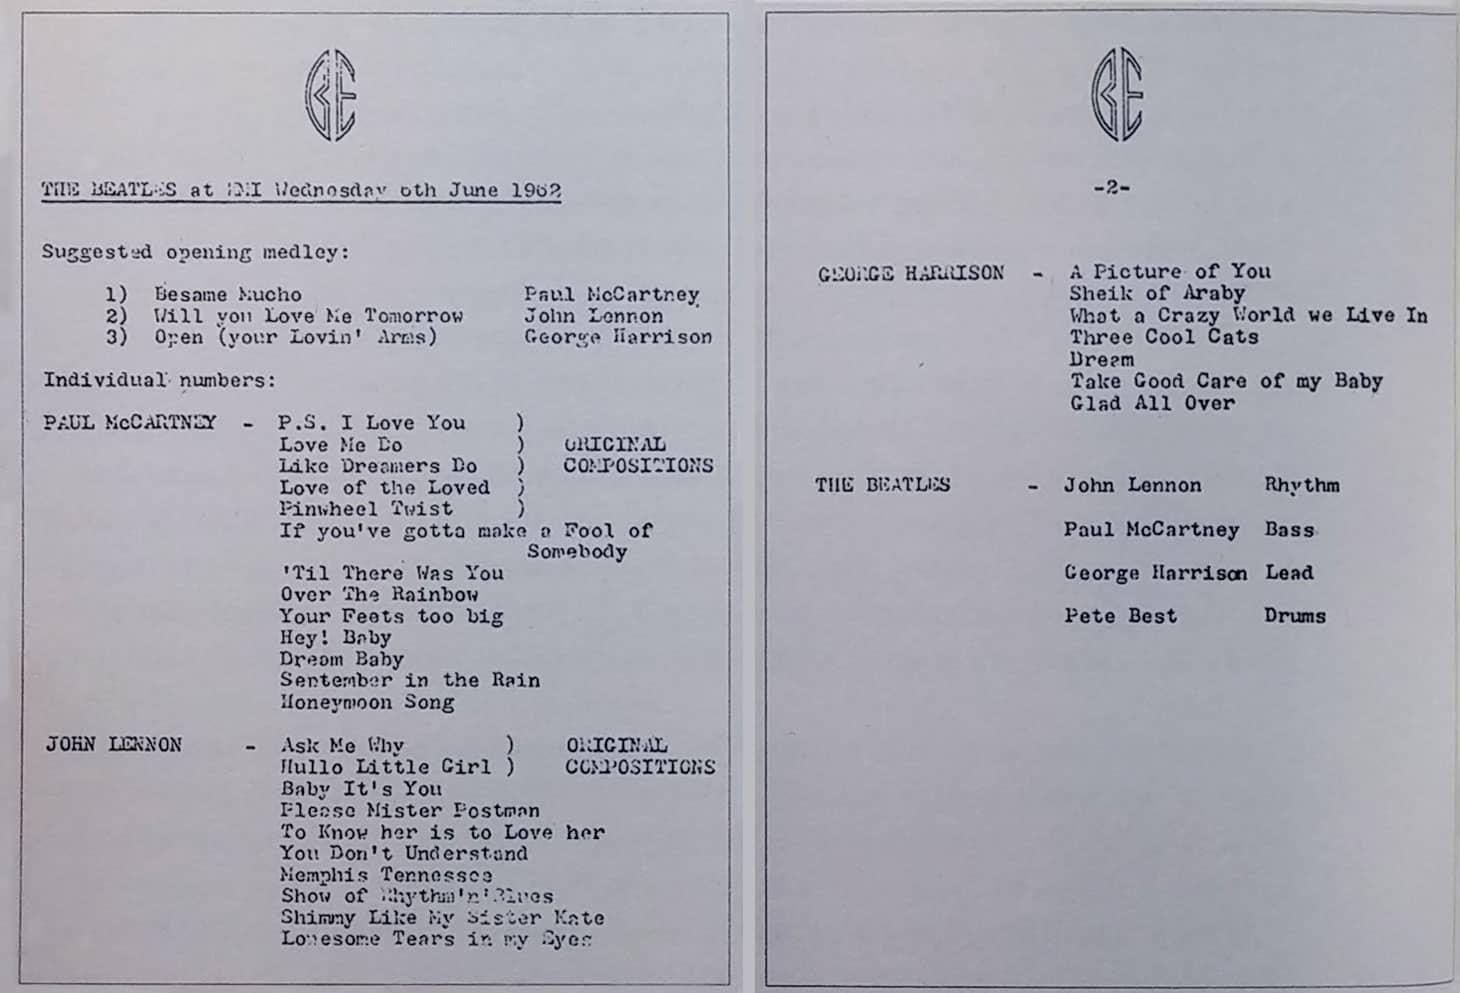 BE
THE BEATLES at EMI Wednesday 6th June 1962
Suggested opening medley:
1) Besame Mucho Paul McCartney
2) Will you Love Me Tomorrow John Lennon
3) Open (your Lovin' Arms) George Harrison
Individual numbers:
PAUL McCARTNEY - P.S. I Love You )
Love Me Do ) ORIGINAL
Like Dreamers Do ) COMPOSITIONS
Love of the Loved )
Pinwheel Twist )
If you've gotta make a Fool of
Somebody
'Til There Was You
Over The Rainbow
Your Feets too big
Hey! Baby
Dream Baby
September in the Rain
Honeymoon Song
JOHN LENNON - Ask Me Why ) ORIGINAL
Hullo Little Girl ) COMPOSITIONS
Baby It's You
Please Mister Postman
To Know her is to Love her
You Don't Understand
Memphis Tennessee
Show of Rhythm'n'Blues
Shimmy Like My Sister Kate
Lonesome Tears in my Eyes
BE
-2-
GEORGE HARRISON - A Picture of You
Sheik of Araby
What a Crazy World we Live In
Three Cool Cats
Dream
Take Good Care of my Baby
Glad All Over
THE BEATLES - John Lennon Rhythm
Paul McCartney Bass
George Harrison Lead
Pete Best Drums